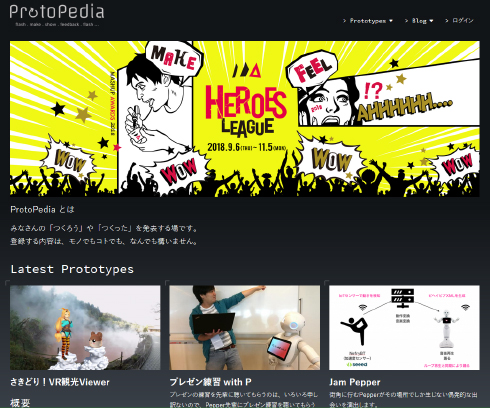 ProtoPedia
flash . make . show . feedback . flash ...
> Prototypes ▼ > Blog ▼ > ログイン
MAKE
FEEL
!?
AHHHHHH....
MASHUP AWARDS 2018
HEROES
LEAGUE
2018.9.6(THU)～11.5(MON)
WOW
WOW
WOW
WOW
ProtoPedia とは
みなさんの「つくろう」や「つくった」を発表する場です。
登録する内容は、モノでもコトでも、なんでも構いません。
Latest Prototypes
さきどり！VR観光Viewer
概要
プレゼン練習 with P
プレゼンの練習を先輩に聴いてもらうのは、いろいろ申
し訳ないので、Pepper先輩にプレゼン練習を聴いてもらう
Jam Pepper
街角に行むPepperがその場所でしか生じない偶発的な出
会いを演出します。
seeed